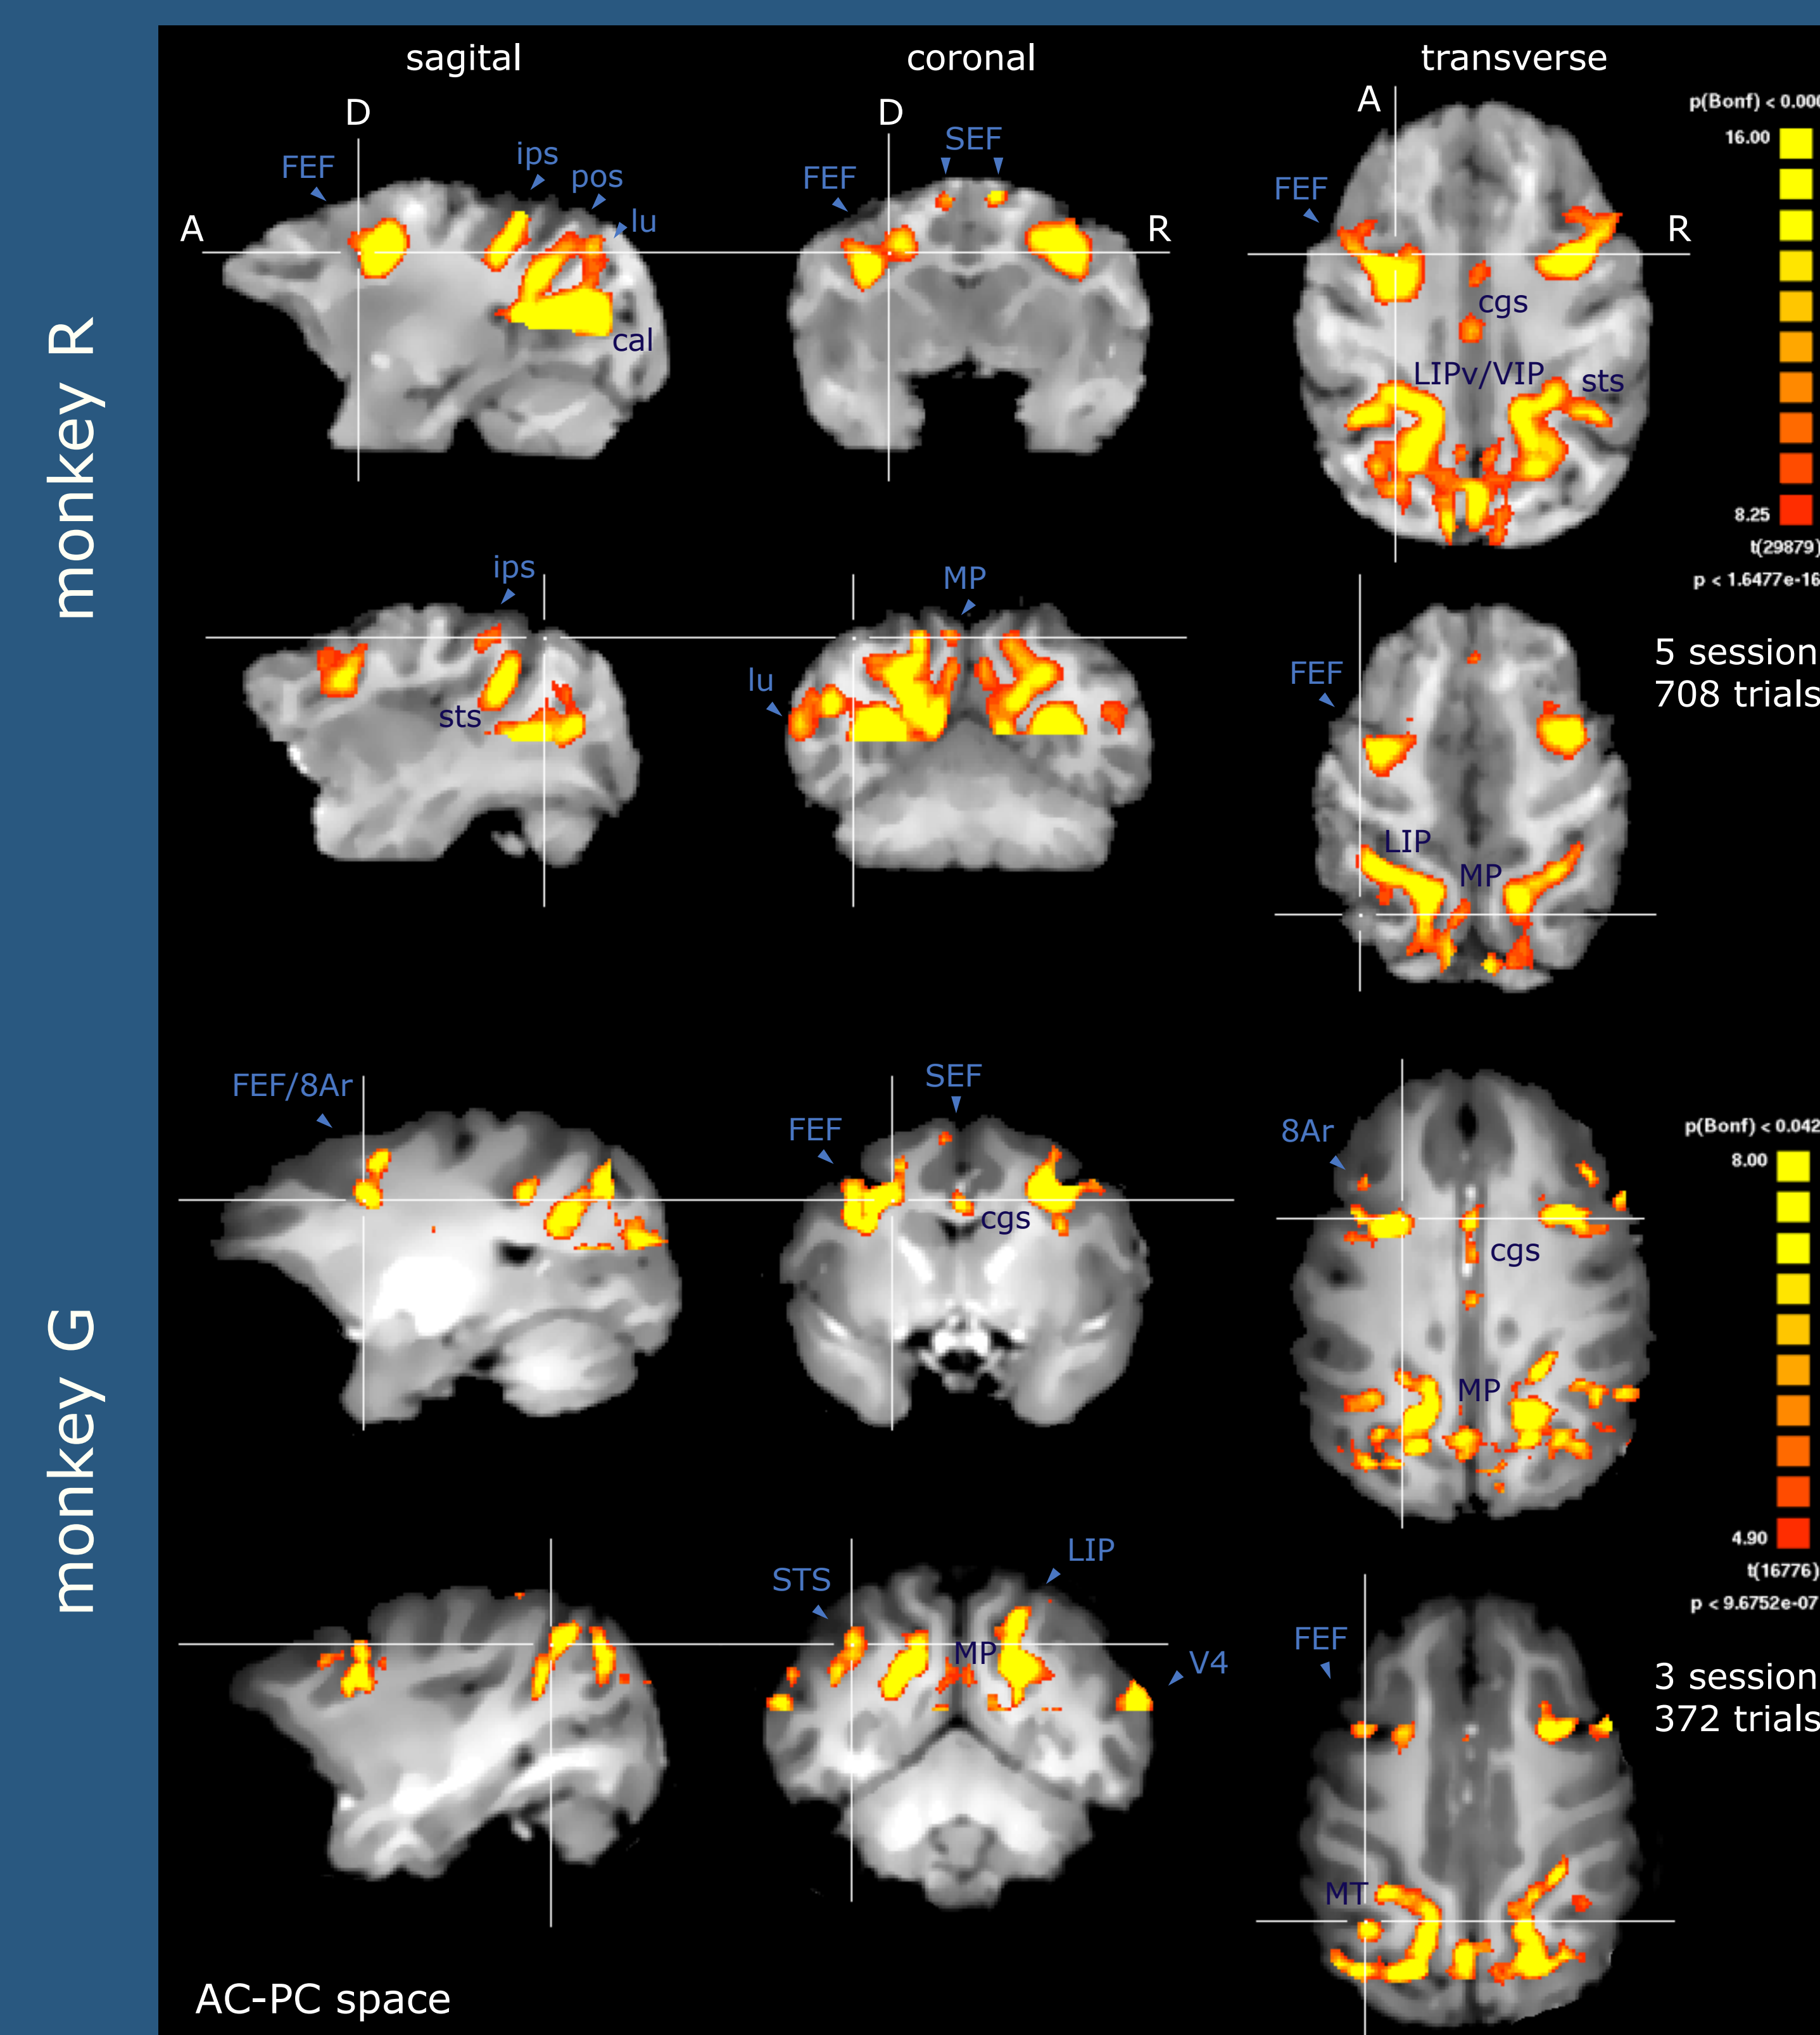 sagital
coronal
transverse
monkey R
D
FEF
ips
pos
lu
A
cal
D
SEF
FEF
R
A
FEF
R
cgs
LIPv/VIP
sts
p(Bonf) < 0.000
16.00
8.25
t(29879)
p < 1.6477e-16
ips
sts
MP
lu
FEF
LIP
MP
5 session
708 trials
monkey G
FEF/8Ar
SEF
FEF
cgs
8Ar
cgs
MP
p(Bonf) < 0.042
8.00
4.90
t(16776)
p < 9.6752e-07
LIP
STS
MP
V4
FEF
MT
3 session
372 trials
AC-PC space